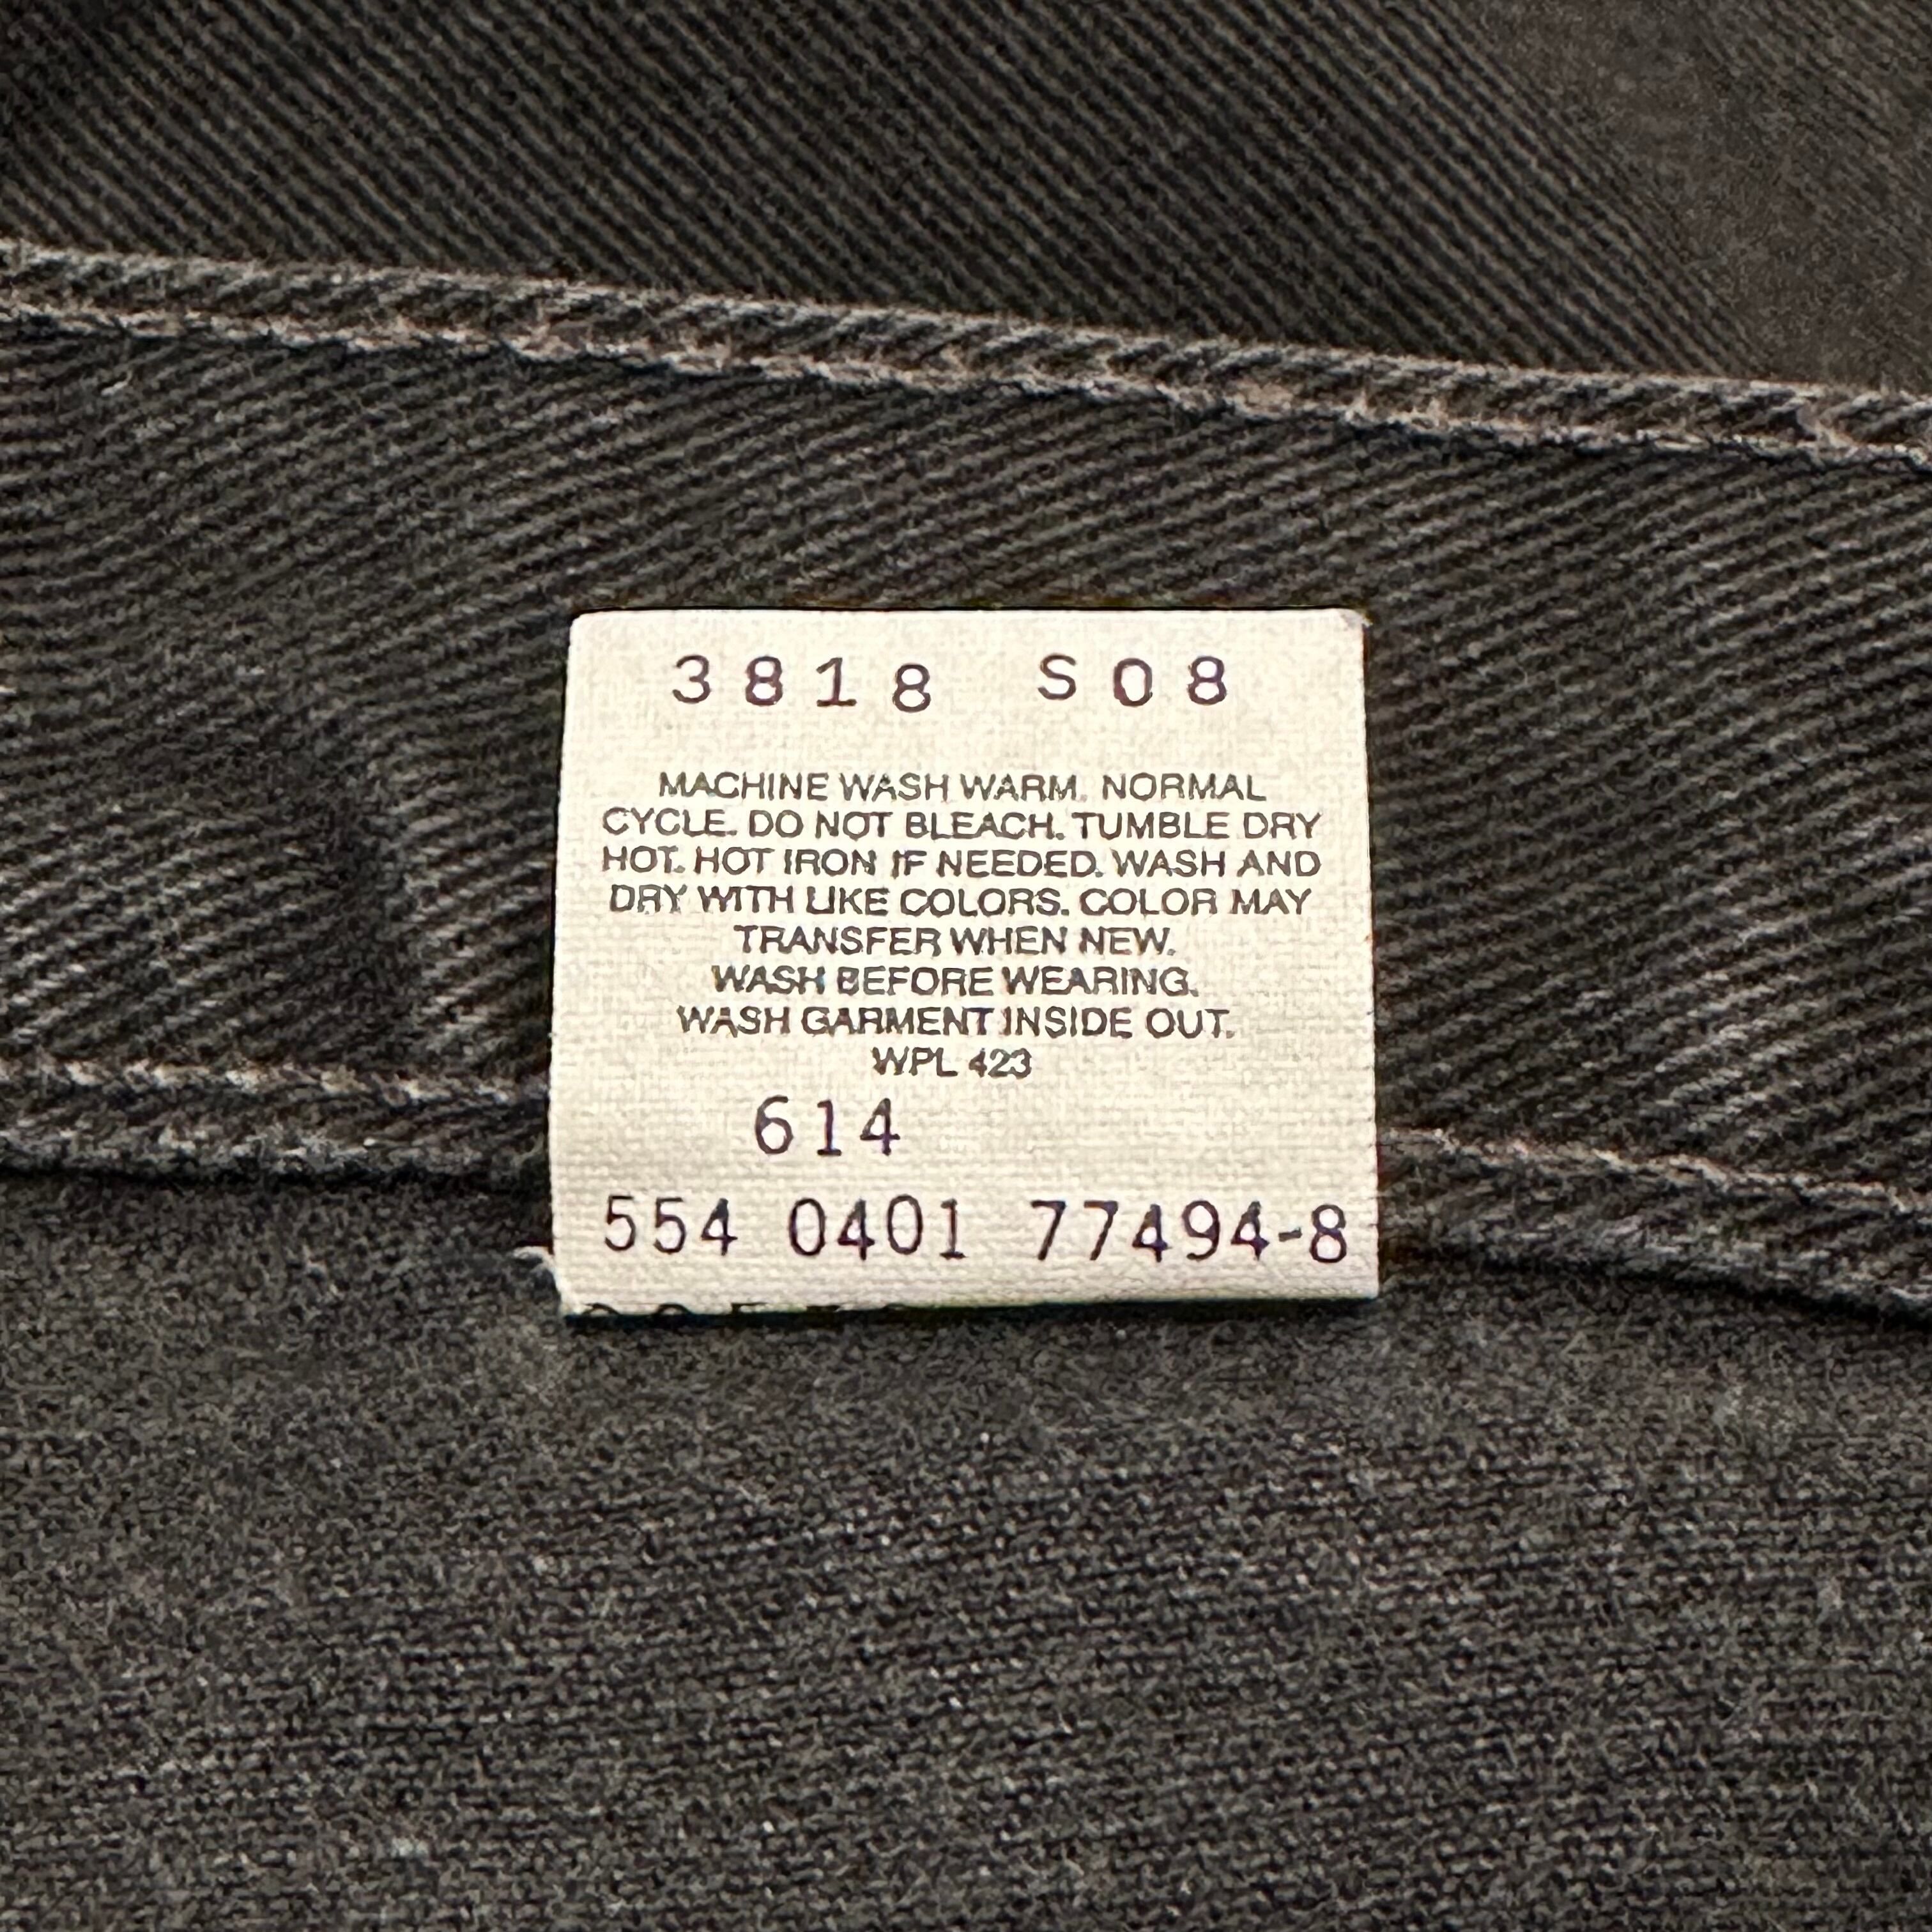 3818 S08
MACHINE WASH WARM. NORMAL
CYCLE. DO NOT BLEACH. TUMBLE DRY
HOT. HOT IRON IF NEEDED. WASH AND
DRY WITH LIKE COLORS. COLOR MAY
TRANSFER WHEN NEW.
WASH BEFORE WEARING.
WASH GARMENT INSIDE OUT.
WPL 423
614
554 0401 77494-8